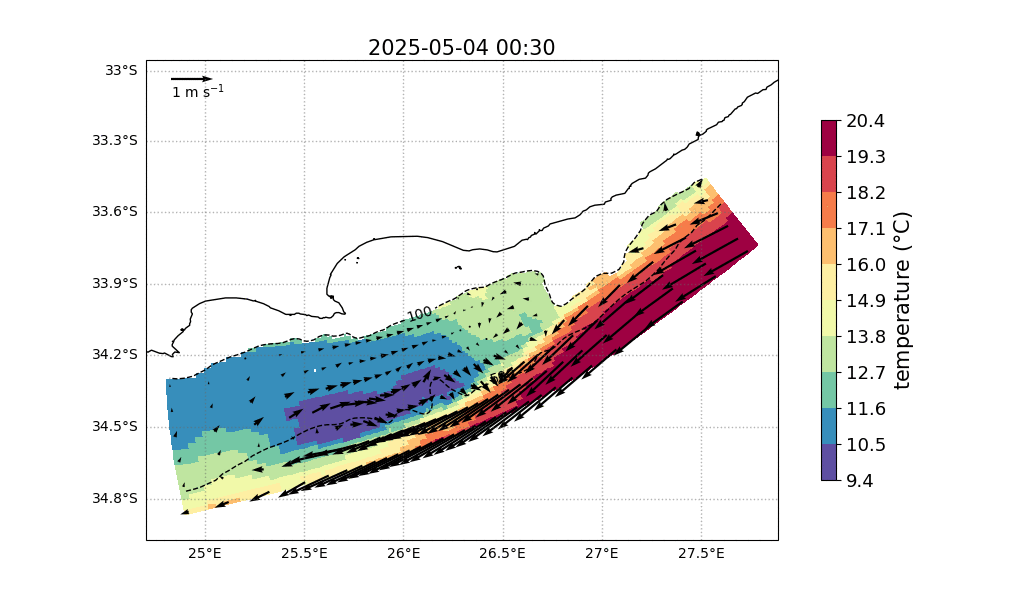 2025-05-04 00:30
1 m s⁻¹
33°S
33.3°S
33.6°S
33.9°S
34.2°S
34.5°S
34.8°S
25°E
25.5°E
26°E
26.5°E
27°E
27.5°E
100
20.4
19.3
18.2
17.1
16.0
14.9
13.8
12.7
11.6
10.5
9.4
temperature (°C)